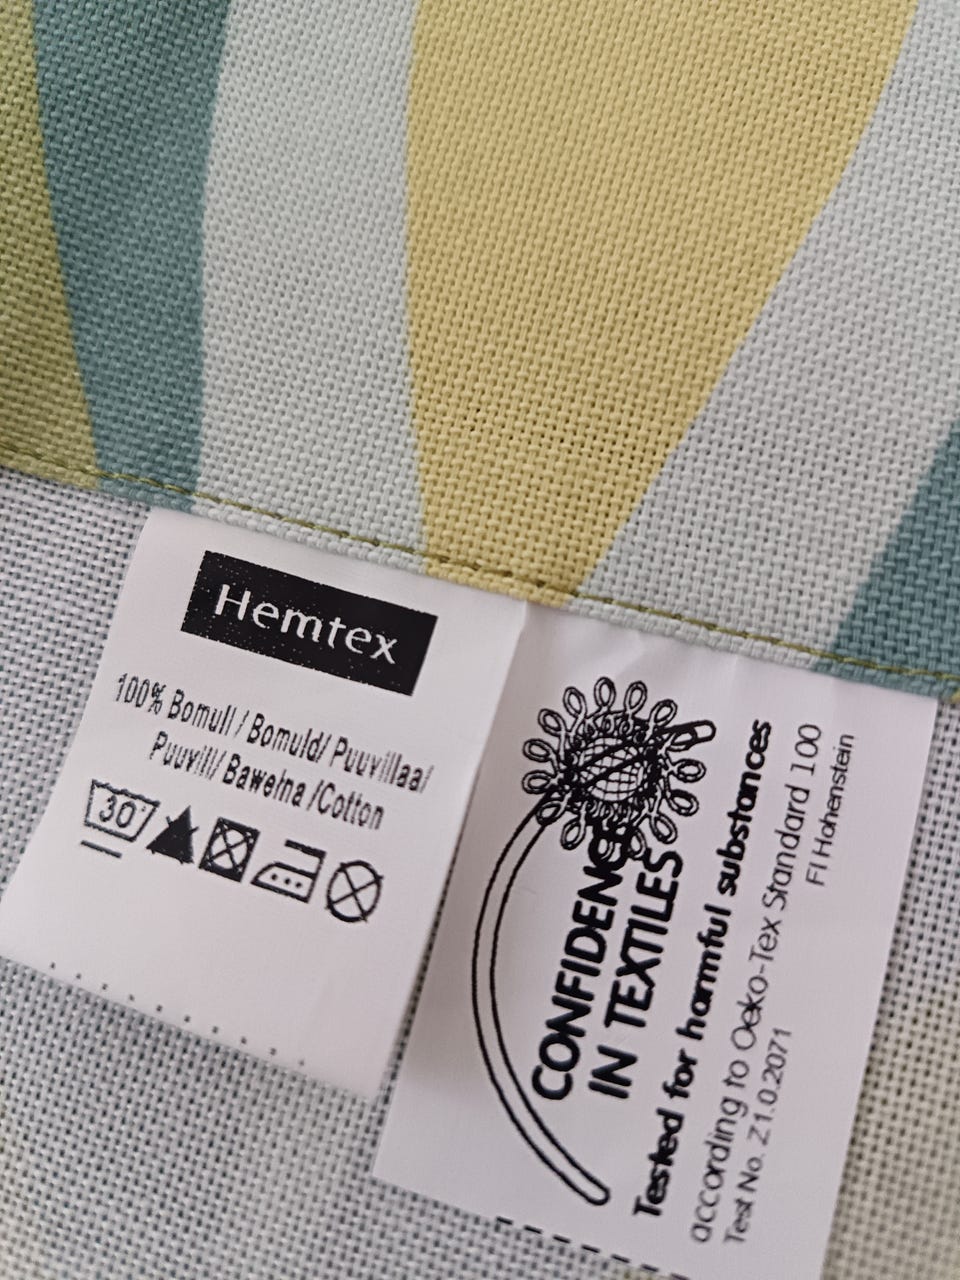 Hemtex
100% Bomull / Bomuld/ Puuvillaa/
Puuvill/ Bawełna /Cotton
30
CONFIDENCE
IN TEXTILES
Tested for harmful substances
according to Oeko-Tex Standard 100
Test No. Z1.0.2071
FI Hohenstein